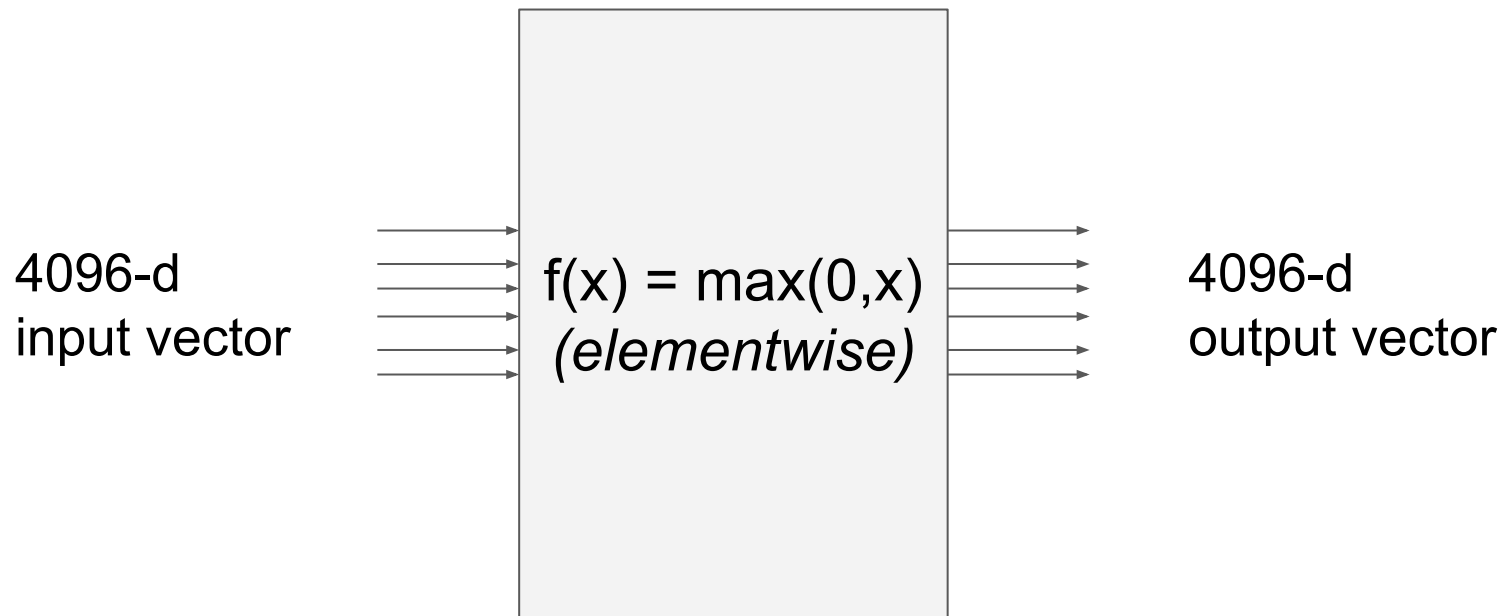 4096-d
input vector
f(x) = max(0,x)
(elementwise)
4096-d
output vector